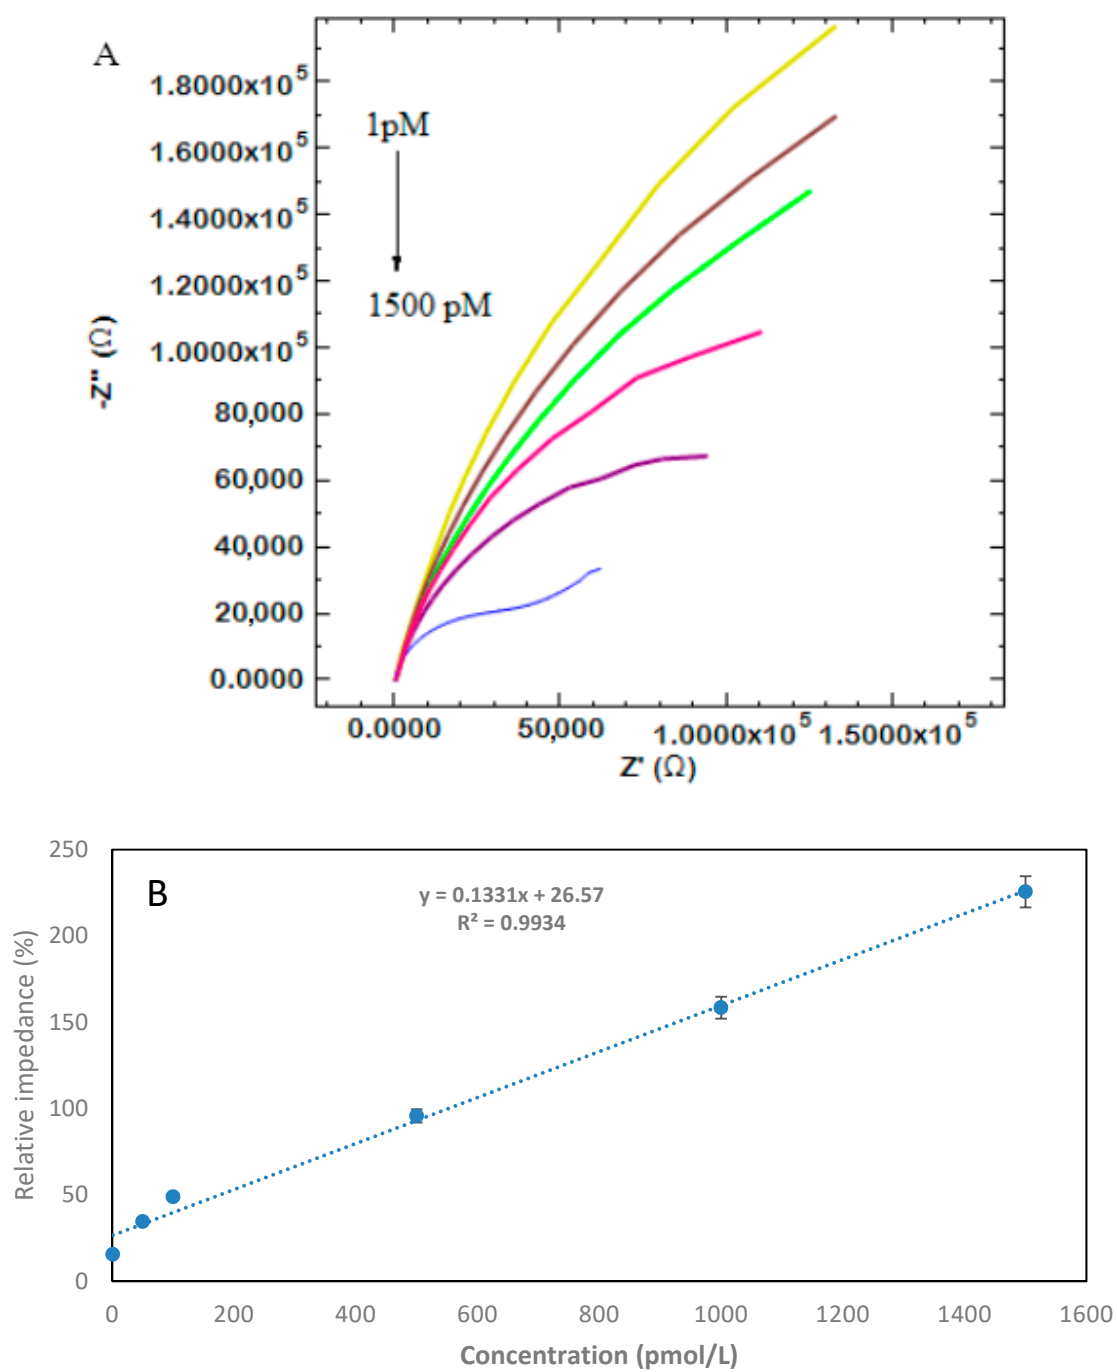 A
1.8000x10⁵
1.6000x10⁵
1.4000x10⁵
1.2000x10⁵
1.0000x10⁵
80,000
60,000
40,000
20,000
0.0000
-Z" (Ω)
1pM
1500 pM
0.0000 50,000 1.0000x10⁵ 1.5000x10⁵
Z' (Ω)
B
y = 0.1331x + 26.57
R² = 0.9934
250
200
150
100
50
0
Relative impedance (%)
0 200 400 600 800 1000 1200 1400 1600
Concentration (pmol/L)